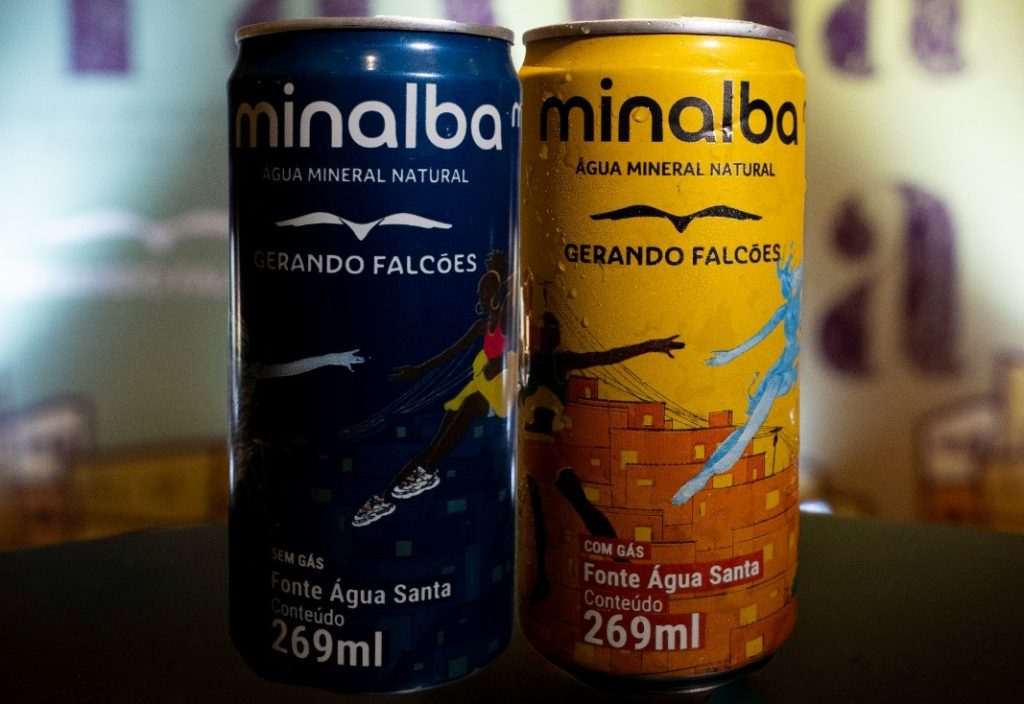 minalba
ÁGUA MINERAL NATURAL
GERANDO FALCÕES
SEM GÁS
Fonte Água Santa
Conteúdo
269ml
minalba
ÁGUA MINERAL NATURAL
GERANDO FALCÕES
COM GÁS
Fonte Água Santa
Conteúdo
269ml